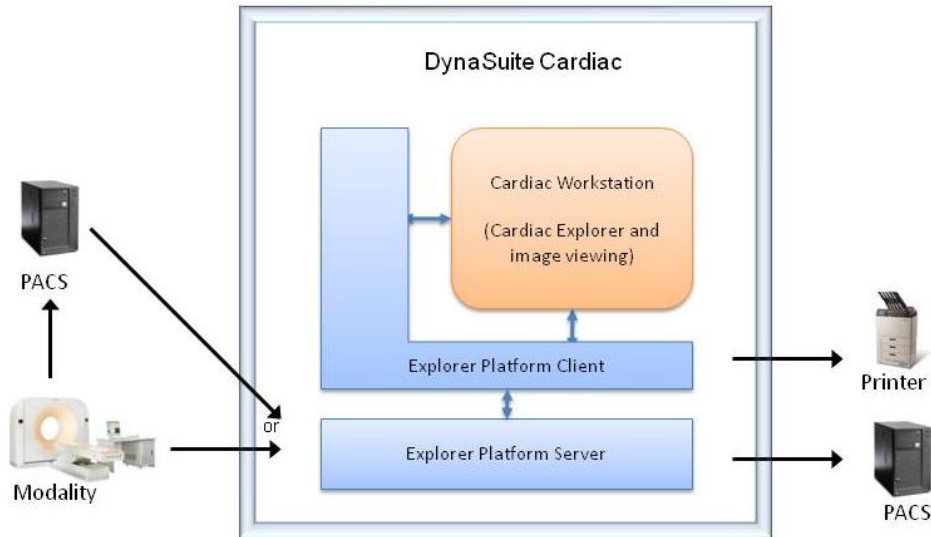 DynaSuite Cardiac
Cardiac Workstation
(Cardiac Explorer and
image viewing)
PACS
Explorer Platform Client
Printer
or
Explorer Platform Server
Modality
PACS